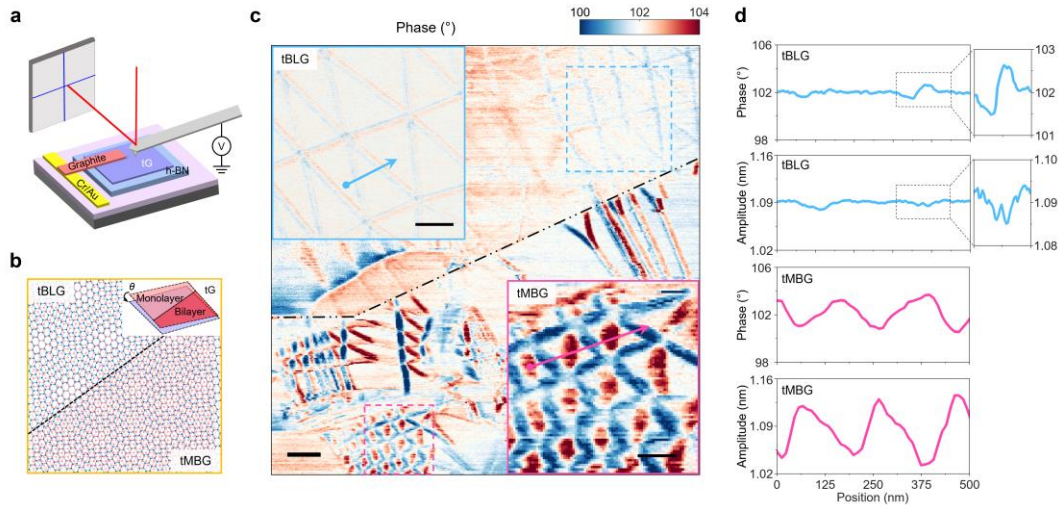 a
V
Graphite
tG
h-BN
Cr/Au
b
tBLG
θ
tG
Monolayer
Bilayer
tMBG
c
Phase (°)
100 102 104
tBLG
tMBG
d
106
tBLG
Phase (°)
102
98
103
102
101
1.16
tBLG
Amplitude (nm)
1.09
1.02
1.10
1.09
1.08
106
tMBG
Phase (°)
102
98
1.16
tMBG
Amplitude (nm)
1.09
1.02
0 125 250 375 500
Position (nm)